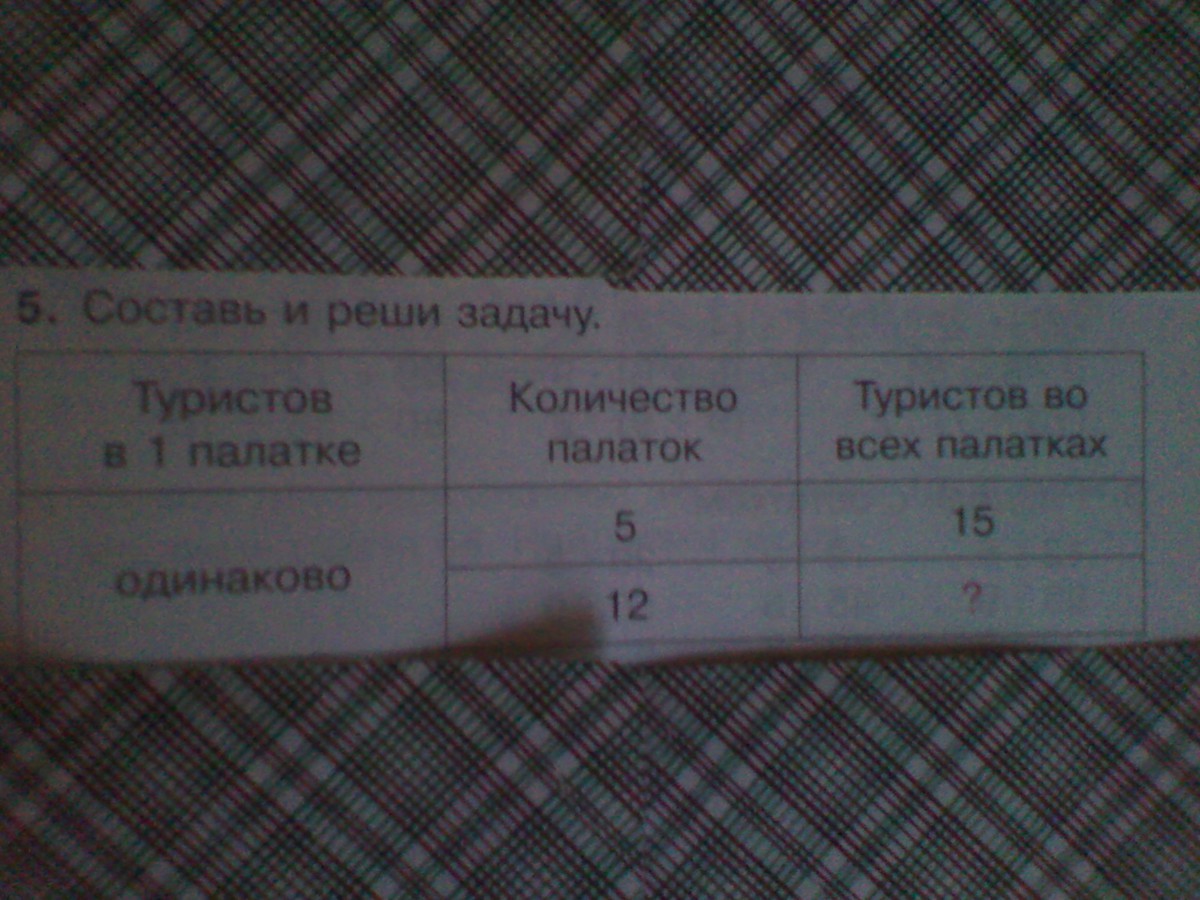 5. Составь и реши задачу.
Туристов
в 1 палатке
Количество
палаток
Туристов во
всех палатках
одинаково
5
15
12
?